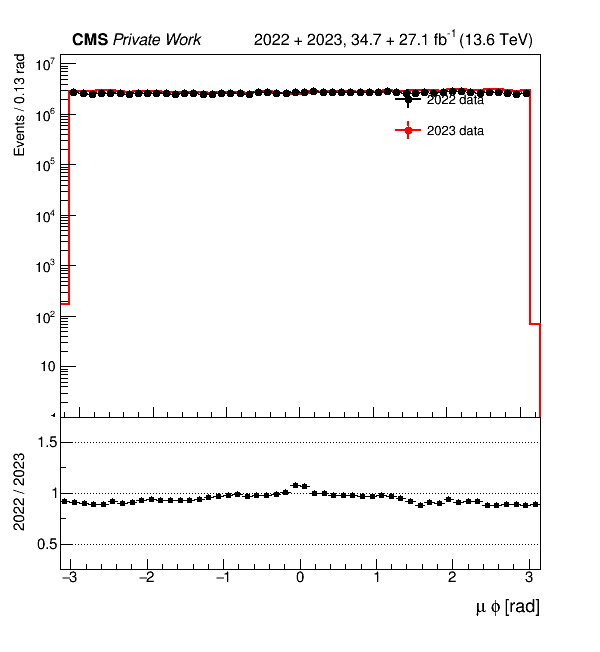 CMS Private Work 2022 + 2023, 34.7 + 27.1 fb⁻¹ (13.6 TeV)
Events / 0.13 rad
10⁷
10⁶
10⁵
10⁴
10³
10²
10
2022 data
2023 data
2022 / 2023
1.5
1
0.5
−3 −2 −1 0 1 2 3
μ ϕ [rad]